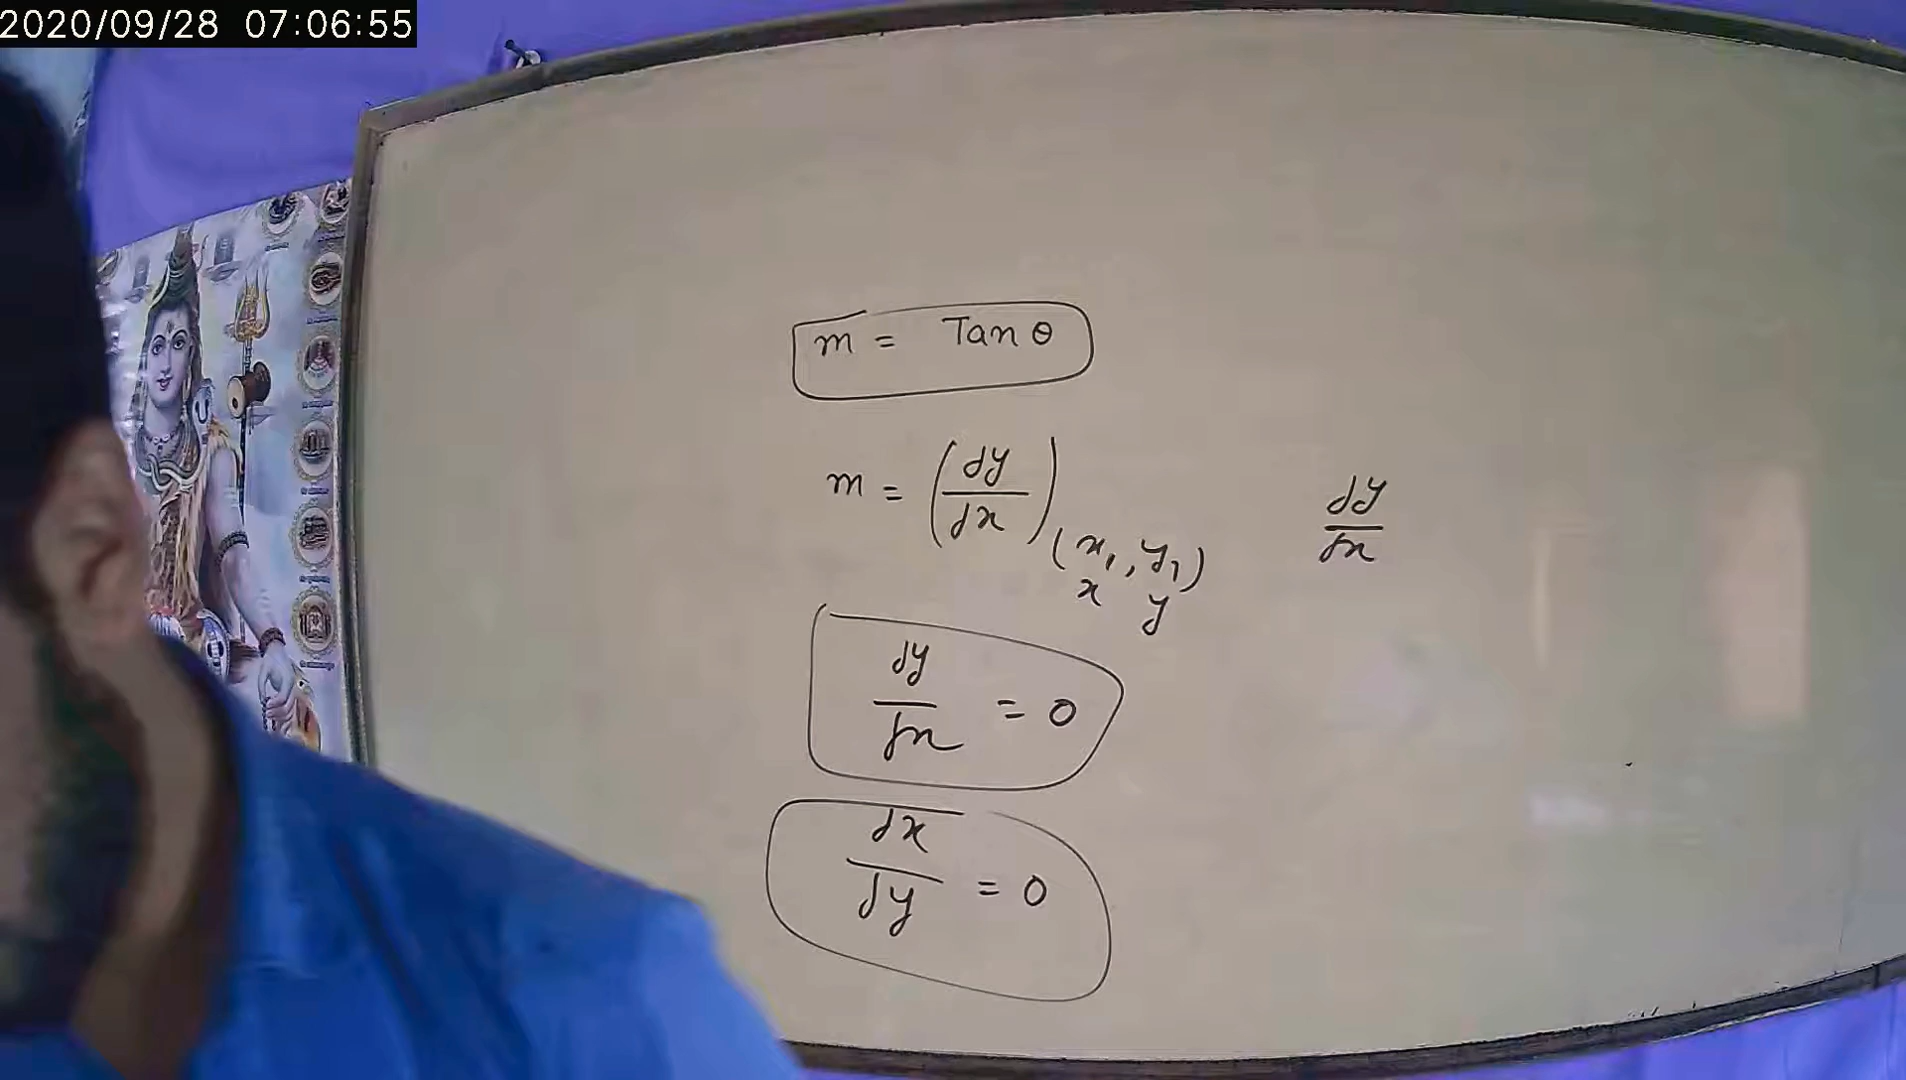 2020/09/28 07:06:55
m = Tan θ
m = (dy/dx)(x₁, y₁)
x y
dy/dx
dy/dx = 0
dx/dy = 0